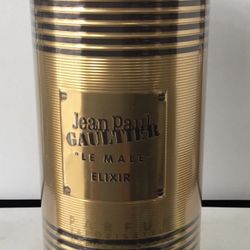 Jean Paul
GAULTIER
"LE MALE"
ELIXIR
PARFUM